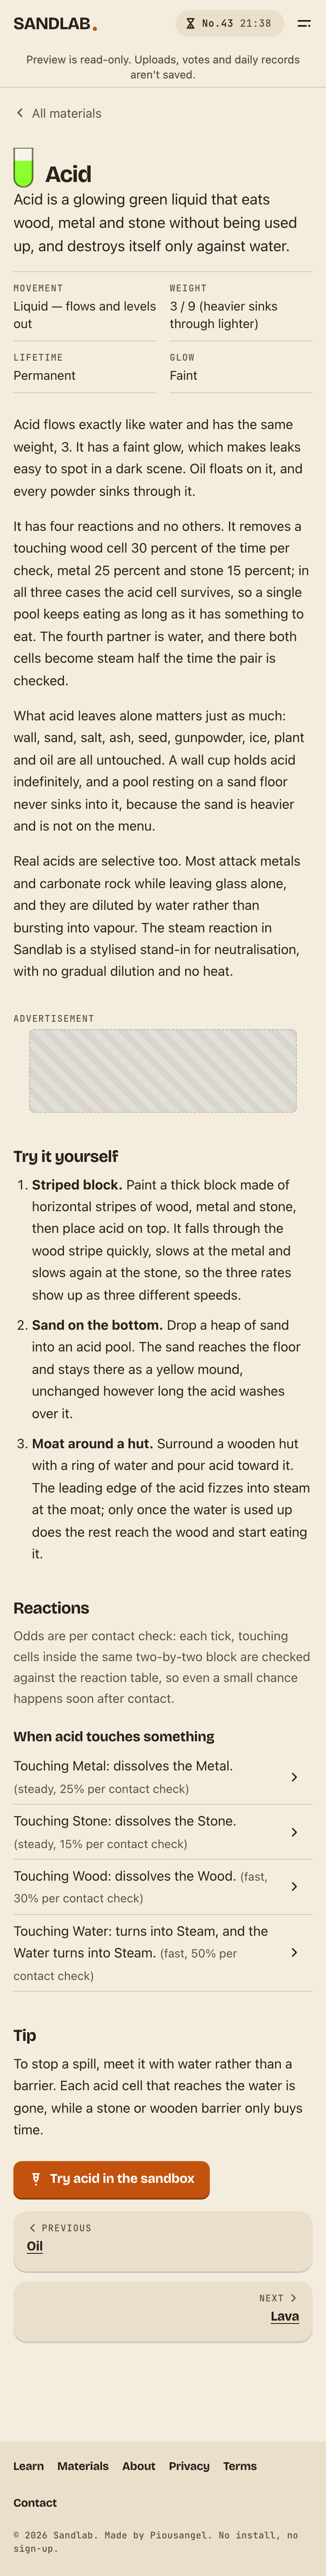 SANDLAB.
No.43 21:38
Preview is read-only. Uploads, votes and daily records
aren't saved.
All materials
Acid
Acid is a glowing green liquid that eats
wood, metal and stone without being used
up, and destroys itself only against water.
MOVEMENT
Liquid — flows and levels
out
WEIGHT
3 / 9 (heavier sinks
through lighter)
LIFETIME
Permanent
GLOW
Faint
Acid flows exactly like water and has the same
weight, 3. It has a faint glow, which makes leaks
easy to spot in a dark scene. Oil floats on it, and
every powder sinks through it.
It has four reactions and no others. It removes a
touching wood cell 30 percent of the time per
check, metal 25 percent and stone 15 percent; in
all three cases the acid cell survives, so a single
pool keeps eating as long as it has something to
eat. The fourth partner is water, and there both
cells become steam half the time the pair is
checked.
What acid leaves alone matters just as much:
wall, sand, salt, ash, seed, gunpowder, ice, plant
and oil are all untouched. A wall cup holds acid
indefinitely, and a pool resting on a sand floor
never sinks into it, because the sand is heavier
and is not on the menu.
Real acids are selective too. Most attack metals
and carbonate rock while leaving glass alone,
and they are diluted by water rather than
bursting into vapour. The steam reaction in
Sandlab is a stylised stand-in for neutralisation,
with no gradual dilution and no heat.
ADVERTISEMENT
Try it yourself
1. Striped block. Paint a thick block made of
horizontal stripes of wood, metal and stone,
then place acid on top. It falls through the
wood stripe quickly, slows at the metal and
slows again at the stone, so the three rates
show up as three different speeds.
2. Sand on the bottom. Drop a heap of sand
into an acid pool. The sand reaches the floor
and stays there as a yellow mound,
unchanged however long the acid washes
over it.
3. Moat around a hut. Surround a wooden hut
with a ring of water and pour acid toward it.
The leading edge of the acid fizzes into steam
at the moat; only once the water is used up
does the rest reach the wood and start eating
it.
Reactions
Odds are per contact check: each tick, touching
cells inside the same two-by-two block are checked
against the reaction table, so even a small chance
happens soon after contact.
When acid touches something
Touching Metal: dissolves the Metal.
(steady, 25% per contact check)
Touching Stone: dissolves the Stone.
(steady, 15% per contact check)
Touching Wood: dissolves the Wood. (fast,
30% per contact check)
Touching Water: turns into Steam, and the
Water turns into Steam. (fast, 50% per
contact check)
Tip
To stop a spill, meet it with water rather than a
barrier. Each acid cell that reaches the water is
gone, while a stone or wooden barrier only buys
time.
Try acid in the sandbox
PREVIOUS
Oil
NEXT
Lava
Learn Materials About Privacy Terms
Contact
© 2026 Sandlab. Made by Piousangel. No install, no
sign-up.